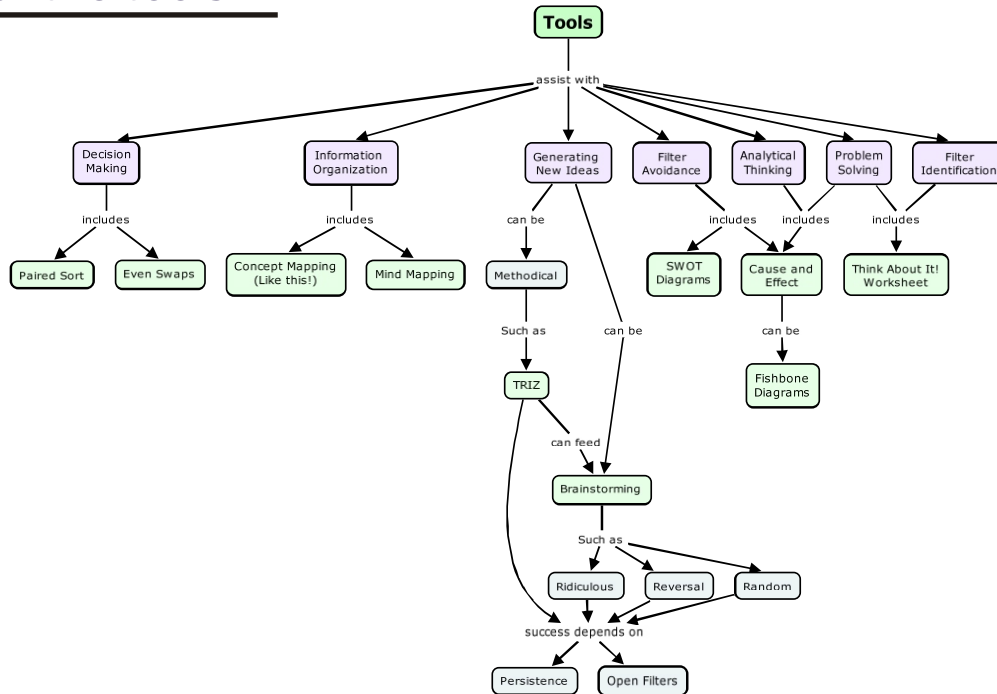 Tools
assist with
Decision
Making
Information
Organization
Generating
New Ideas
Filter
Avoidance
Analytical
Thinking
Problem
Solving
Filter
Identification
includes
includes
can be
includes
includes
includes
Paired Sort
Even Swaps
Concept Mapping
(Like this!)
Mind Mapping
Methodical
SWOT
Diagrams
Cause and
Effect
Think About It!
Worksheet
Such as
can be
can be
TRIZ
Fishbone
Diagrams
can feed
Brainstorming
Such as
Ridiculous
Reversal
Random
success depends on
Persistence
Open Filters